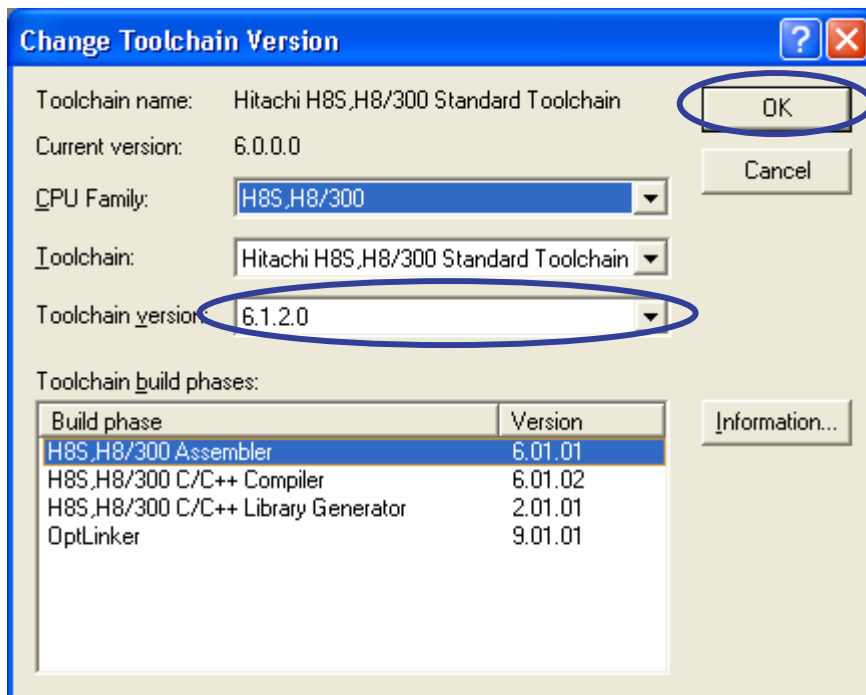 Change Toolchain Version
Toolchain name: Hitachi H8S,H8/300 Standard Toolchain
OK
Current version: 6.0.0.0
Cancel
CPU Family: H8S,H8/300
Toolchain: Hitachi H8S,H8/300 Standard Toolchain
Toolchain version: 6.1.2.0
Toolchain build phases:
Build phase Version
Information...
H8S,H8/300 Assembler 6.01.01
H8S,H8/300 C/C++ Compiler 6.01.02
H8S,H8/300 C/C++ Library Generator 2.01.01
OptLinker 9.01.01